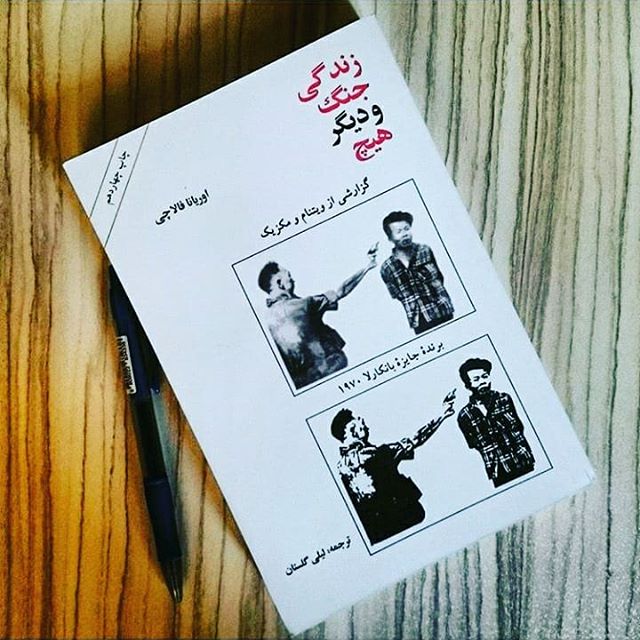 زندگی
جنگ
و دیگر
هیچ
چاپ چهاردهم
اوریانا فالاچی
گزارشی از ویتنام و مکزیک
برندهٔ جایزهٔ بانکارلا ۱۹۷۰
ترجمه: لیلی گلستان